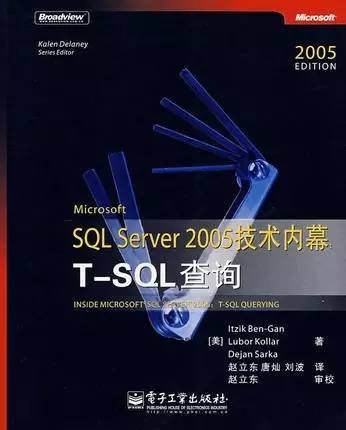 Broadview
Microsoft
Kalen Delaney
Series Editor
2005
EDITION
Microsoft
SQL Server 2005技术内幕:
T-SQL查询
INSIDE MICROSOFT SQL SERVER 2005: T-SQL QUERYING
Itzik Ben-Gan
[美] Lubor Kollar 著
Dejan Sarka
赵立东 唐灿 刘波 译
赵立东 审校
电子工业出版社
Publishing House of Electronics Industry